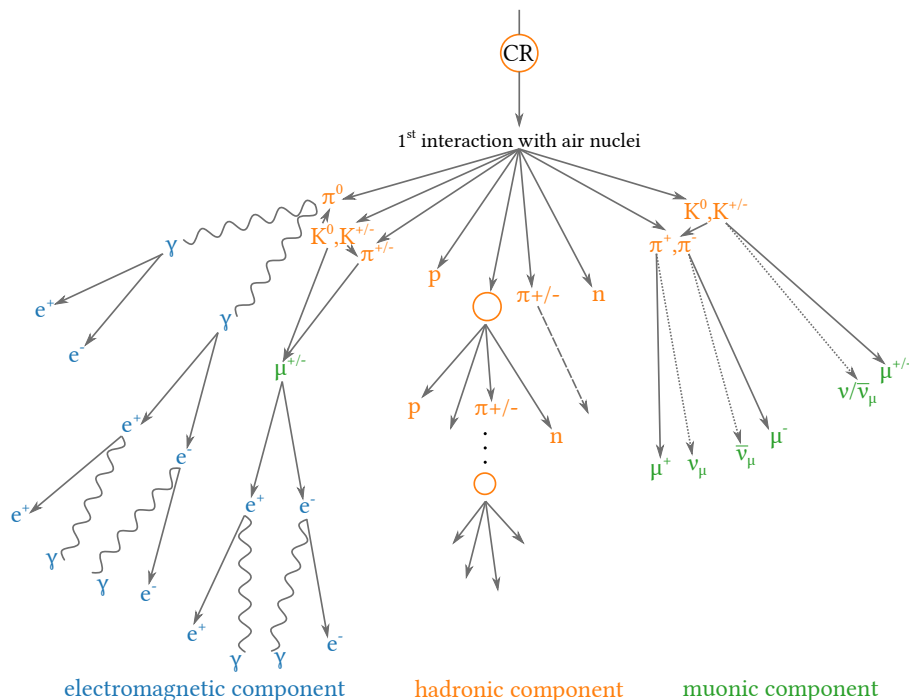 CR
1st interaction with air nuclei
π0
K0,K+/-
K0,K+/-
π+/-
π+,π-
γ
p
π+/-
n
e+
γ
e-
μ+/-
ν/ν̅μ
μ+/-
e+
p
π+/-
n
e-
μ+
νμ
ν̅μ
μ-
e+
e+
e-
γ
γ
e-
e+
e-
γ
γ
electromagnetic component
hadronic component
muonic component